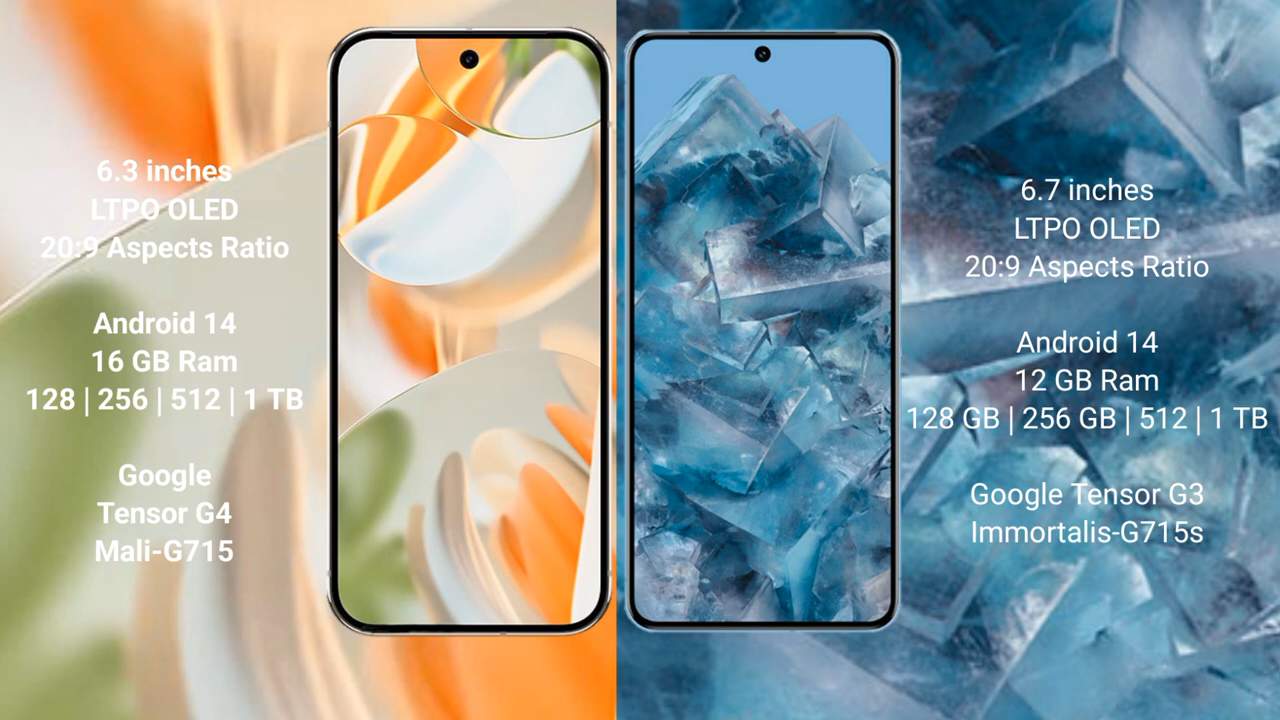 6.3 inches
LTPO OLED
20:9 Aspects Ratio
Android 14
16 GB Ram
128 | 256 | 512 | 1 TB
Google
Tensor G4
Mali-G715
6.7 inches
LTPO OLED
20:9 Aspects Ratio
Android 14
12 GB Ram
128 GB | 256 GB | 512 | 1 TB
Google Tensor G3
Immortalis-G715s